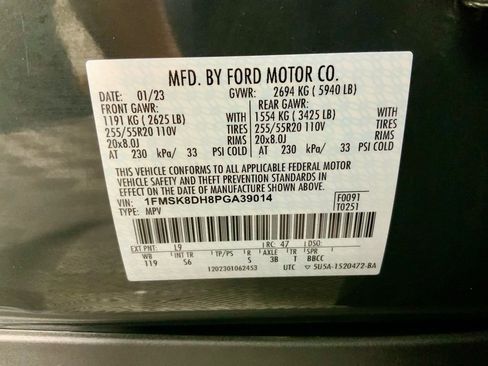 MFD. BY FORD MOTOR CO.
DATE: 01/23 GVWR: 2694 KG ( 5940 LB)
FRONT GAWR: REAR GAWR:
1191 KG ( 2625 LB) WITH 1554 KG ( 3425 LB) WITH
255/55R20 110V TIRES 255/55R20 110V TIRES
20x8.0J RIMS 20x8.0J RIMS
AT 230 kPa/ 33 PSI COLD AT 230 kPa/ 33 PSI COLD
THIS VEHICLE CONFORMS TO ALL APPLICABLE FEDERAL MOTOR
VEHICLE SAFETY AND THEFT PREVENTION STANDARDS IN
EFFECT ON THE DATE OF MANUFACTURE SHOWN ABOVE.
VIN: 1FMSK8DH8PGA39014 F0091
TYPE: MPV T0251
EXT PNT: J9 RC: 47 DSO:
WB INT TR TP/PS R AXLE TR SPR
119 S6 S 3B T BBCC
1202301062453 UTC 5U5A-1520472-BA